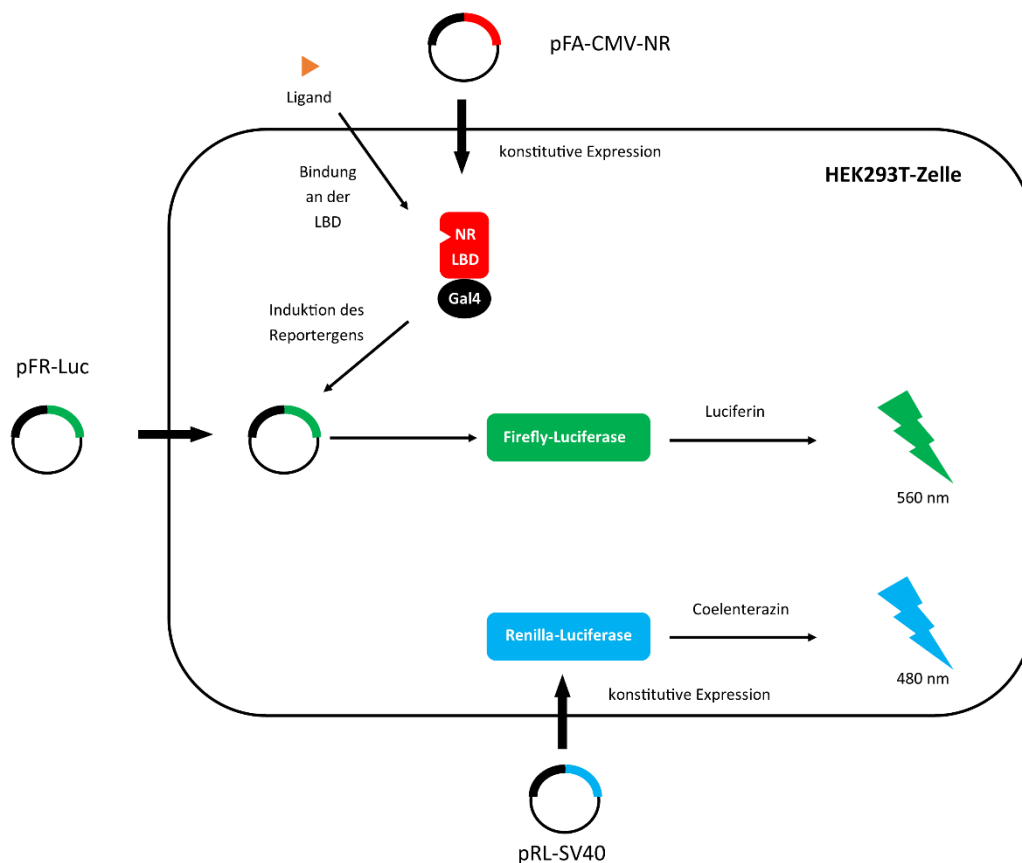 pFA-CMV-NR
Ligand
konstitutive Expression
HEK293T-Zelle
Bindung
an der
LBD
NR
LBD
Gal4
Induktion des
Reportergens
pFR-Luc
Firefly-Luciferase
Luciferin
560 nm
Renilla-Luciferase
Coelenterazin
480 nm
konstitutive Expression
pRL-SV40